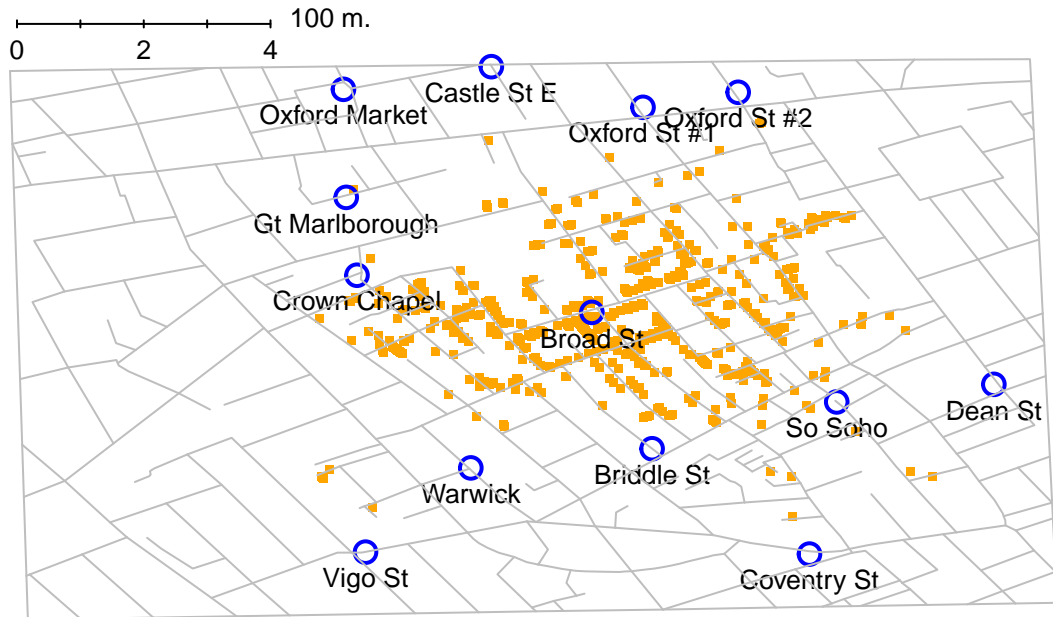 100 m.
0 2 4
Castle St E
Oxford Market
Oxford St #2
Oxford St #1
Gt Marlborough
Crown Chapel
Broad St
Dean St
So Soho
Briddle St
Warwick
Vigo St
Coventry St